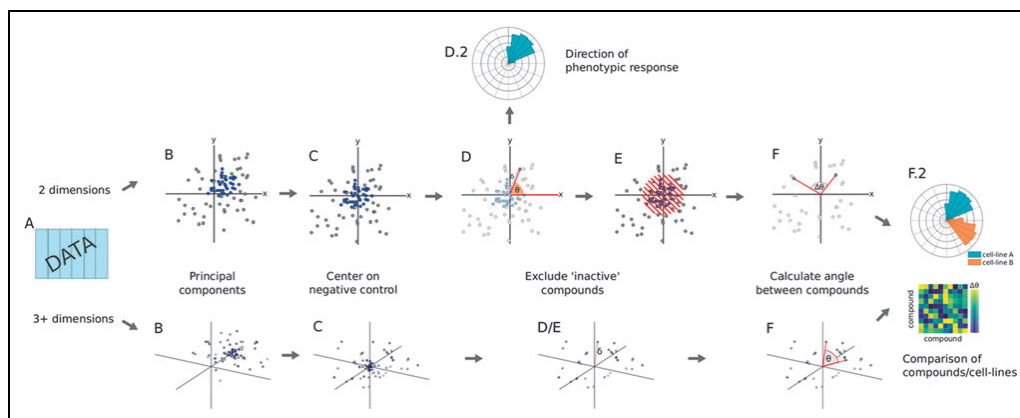 D.2
Direction of
phenotypic response
2 dimensions
B
y
x
C
y
x
D
y
δ
θ
x
E
y
x
F
y
Δθ
x
F.2
cell-line A
cell-line B
A
DATA
Principal
components
Center on
negative control
Exclude 'inactive'
compounds
Calculate angle
between compounds
3+ dimensions
B
C
D/E
δ
F
θ
Δθ
compound
compound
Comparison of
compounds/cell-lines